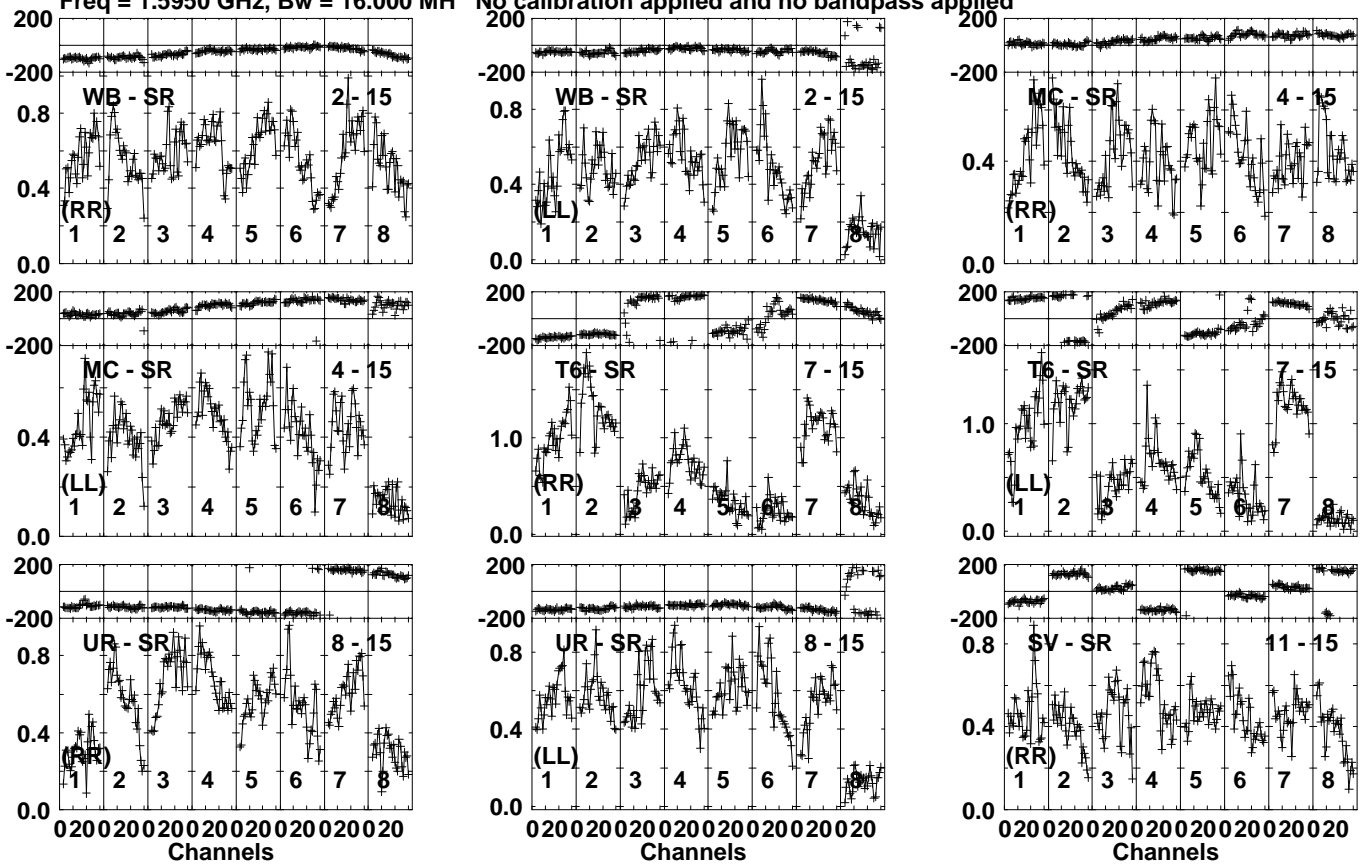 Freq = 1.5950 GHz, Bw = 16.000 MH No calibration applied and no bandpass applied
200 200 200
-200 -200 -200
WB - SR 2 - 15 WB - SR 2 - 15 MC - SR 4 - 15
0.8 0.8
0.4 0.4 0.4
(RR) (LL) (RR)
1 2 3 4 5 6 7 8 1 2 3 4 5 6 7 8 1 2 3 4 5 6 7 8
0.0 0.0 0.0
200 200 200
-200 -200 -200
MC - SR 4 - 15 T6 - SR 7 - 15 T6 - SR 7 - 15
0.4 1.0 1.0
(LL) (RR) (LL)
1 2 3 4 5 6 7 8 1 2 3 4 5 6 7 8 1 2 3 4 5 6 7 8
0.0 0.0 0.0
200 200 200
-200 -200 -200
UR - SR 8 - 15 UR - SR 8 - 15 SV - SR 11 - 15
0.8 0.8 0.8
0.4 0.4 0.4
(RR) (LL) (RR)
1 2 3 4 5 6 7 8 1 2 3 4 5 6 7 8 1 2 3 4 5 6 7 8
0.0 0.0 0.0
0 20 0 20 0 20 0 20 0 20 0 20 0 20 0 20 0 20 0 20 0 20 0 20 0 20 0 20 0 20 0 20 0 20 0 20 0 20 0 20 0 20 0 20 0 20 0 20
Channels Channels Channels